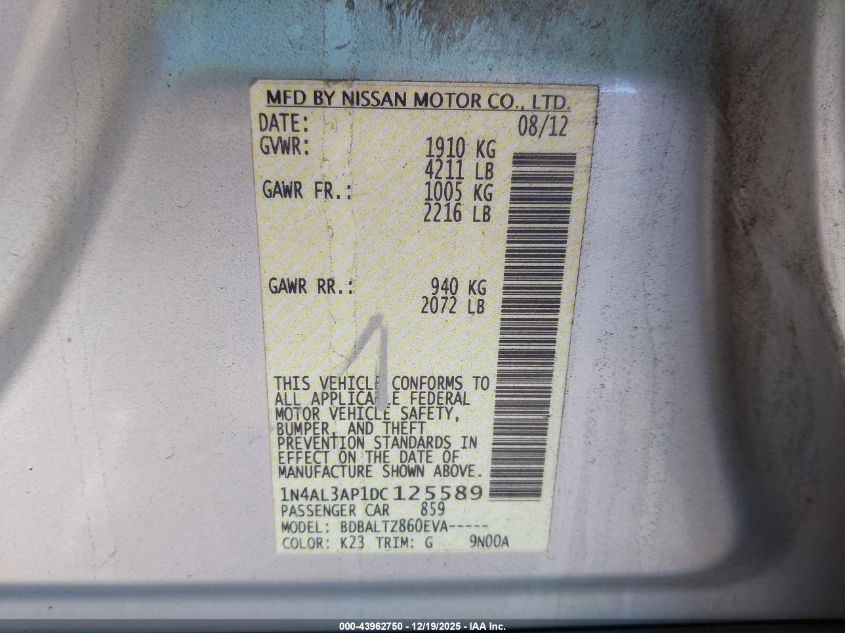 MFD BY NISSAN MOTOR CO., LTD.
DATE: 08/12
GVWR: 1910 KG
4211 LB
GAWR FR.: 1005 KG
2216 LB
GAWR RR.: 940 KG
2072 LB
1
THIS VEHICLE CONFORMS TO
ALL APPLICABLE FEDERAL
MOTOR VEHICLE SAFETY,
BUMPER, AND THEFT
PREVENTION STANDARDS IN
EFFECT ON THE DATE OF
MANUFACTURE SHOWN ABOVE.
1N4AL3AP1DC125589
PASSENGER CAR 859
MODEL: BDBALTZ860EVA-----
COLOR: K23 TRIM: G 9N00A
000-43962750 - 12/19/2025 - IAA Inc.